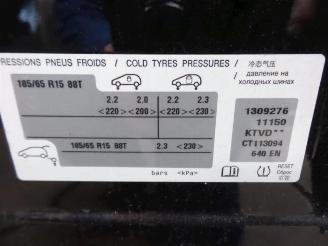 PRESSIONS PNEUS FROIDS / COLD TYRES PRESSURES / 冷态气压
давление на
холодных шинах
185/65 R15 88T
2.2 2.0 2.2 2.3
<220> <200> <220> <230>
185/65 R15 88T 2.3 <230>
bars <kPa>
1309276
11150
KTVD**
CT113094
640 EN
RESET
Сброс